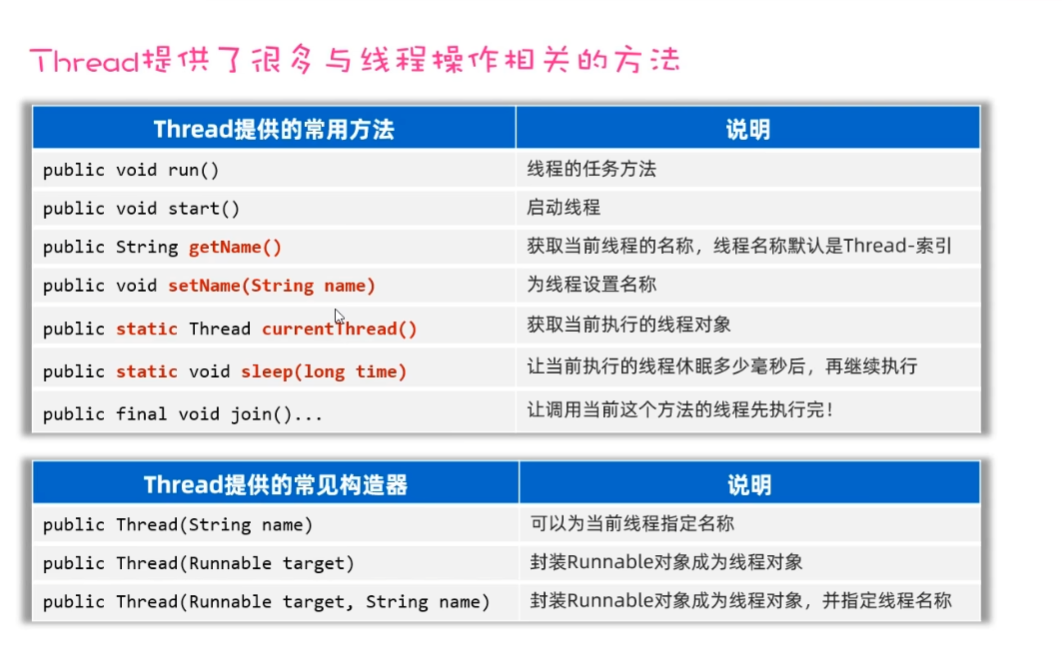 Thread提供了很多与线程操作相关的方法
Thread提供的常用方法 说明
public void run() 线程的任务方法
public void start() 启动线程
public String getName() 获取当前线程的名称，线程名称默认是Thread-索引
public void setName(String name) 为线程设置名称
public static Thread currentThread() 获取当前执行的线程对象
public static void sleep(long time) 让当前执行的线程休眠多少毫秒后，再继续执行
public final void join()... 让调用当前这个方法的线程先执行完！
Thread提供的常见构造器 说明
public Thread(String name) 可以为当前线程指定名称
public Thread(Runnable target) 封装Runnable对象成为线程对象
public Thread(Runnable target, String name) 封装Runnable对象成为线程对象，并指定线程名称